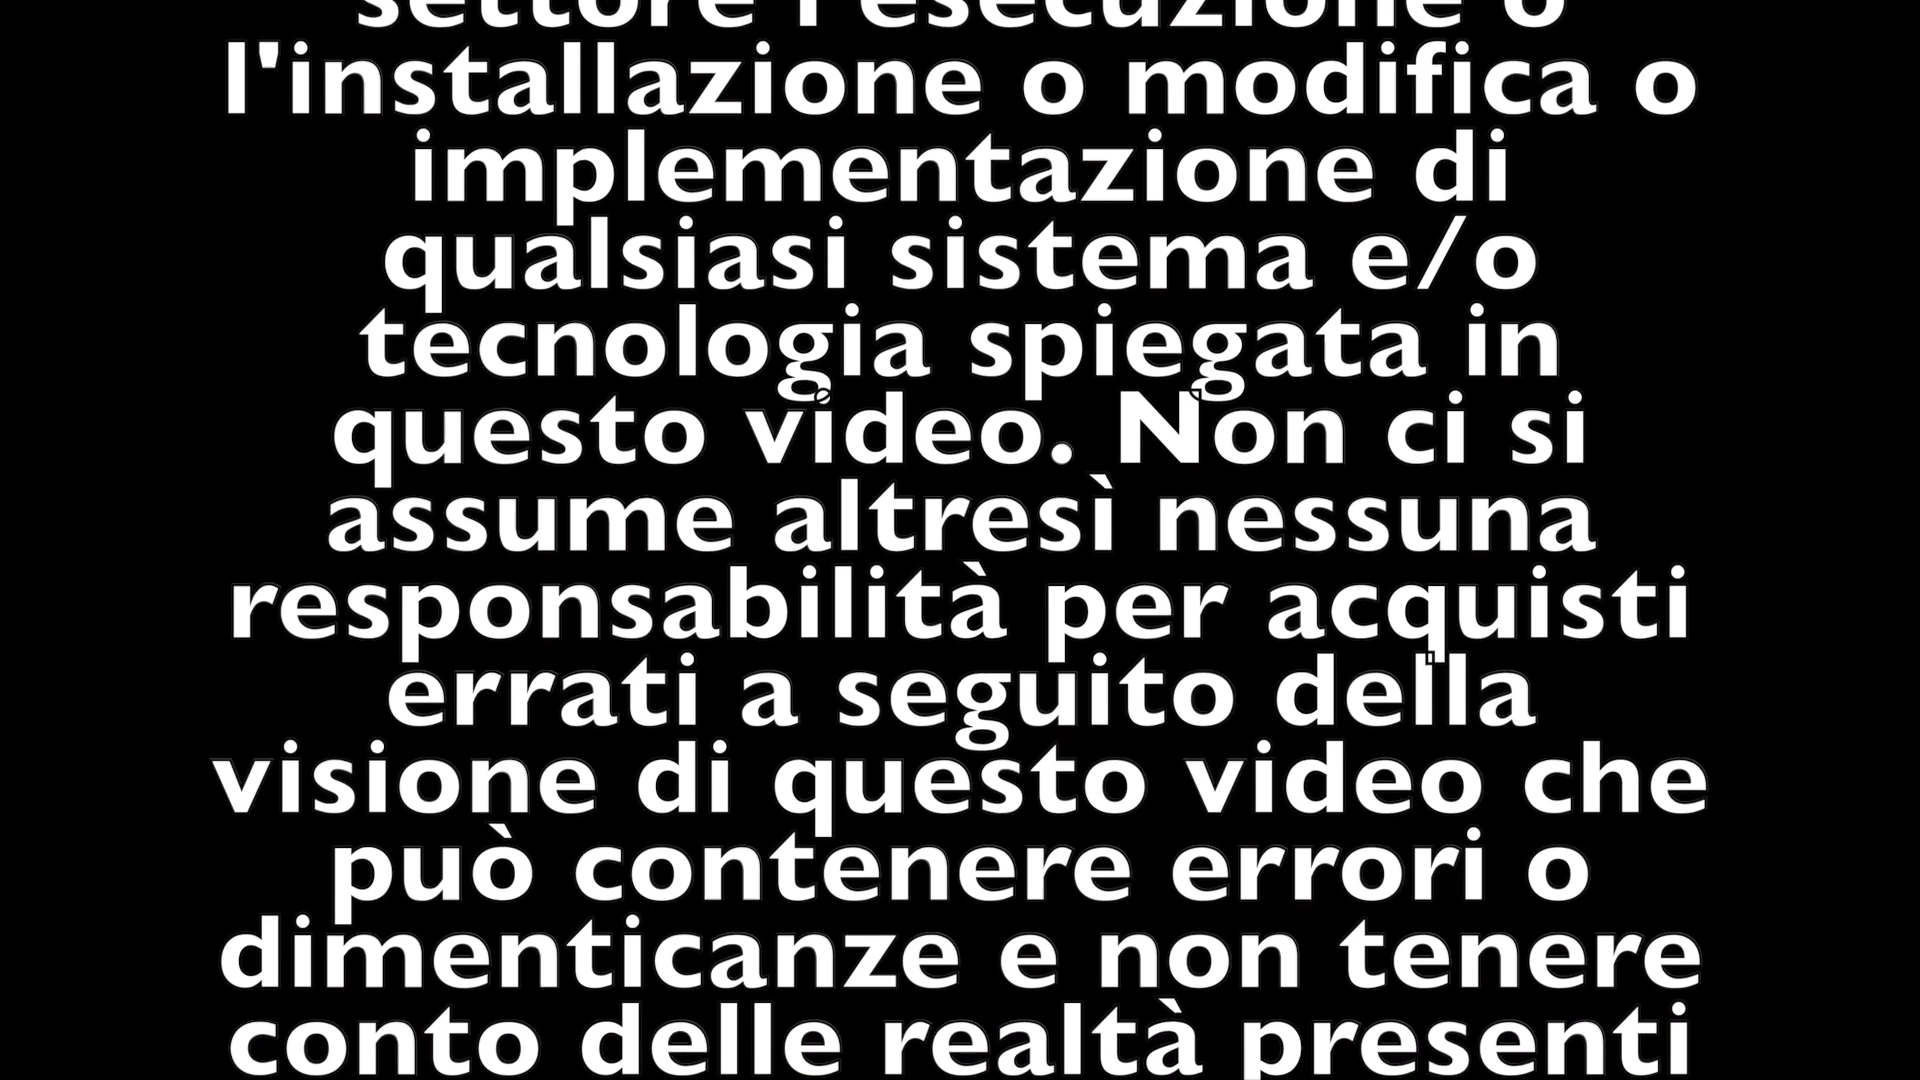 settore l'esecuzione o
l'installazione o modifica o
implementazione di
qualsiasi sistema e/o
tecnologia spiegata in
questo video. Non ci si
assume altresì nessuna
responsabilità per acquisti
errati a seguito della
visione di questo video che
può contenere errori o
dimenticanze e non tenere
conto delle realtà presenti